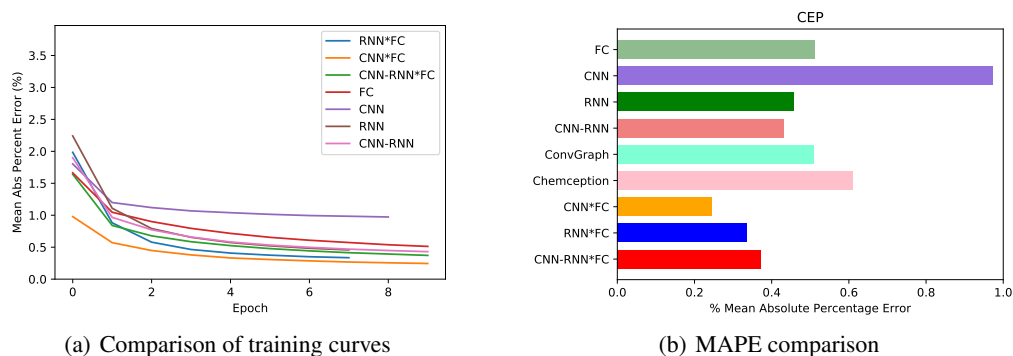 3.5
3.0
2.5
2.0
1.5
1.0
0.5
0.0
Mean Abs Percent Error (%)
0 2 4 6 8
Epoch
RNN*FC
CNN*FC
CNN-RNN*FC
FC
CNN
RNN
CNN-RNN
(a) Comparison of training curves
CEP
FC
CNN
RNN
CNN-RNN
ConvGraph
Chemception
CNN*FC
RNN*FC
CNN-RNN*FC
0.0 0.2 0.4 0.6 0.8 1.0
% Mean Absolute Percentage Error
(b) MAPE comparison